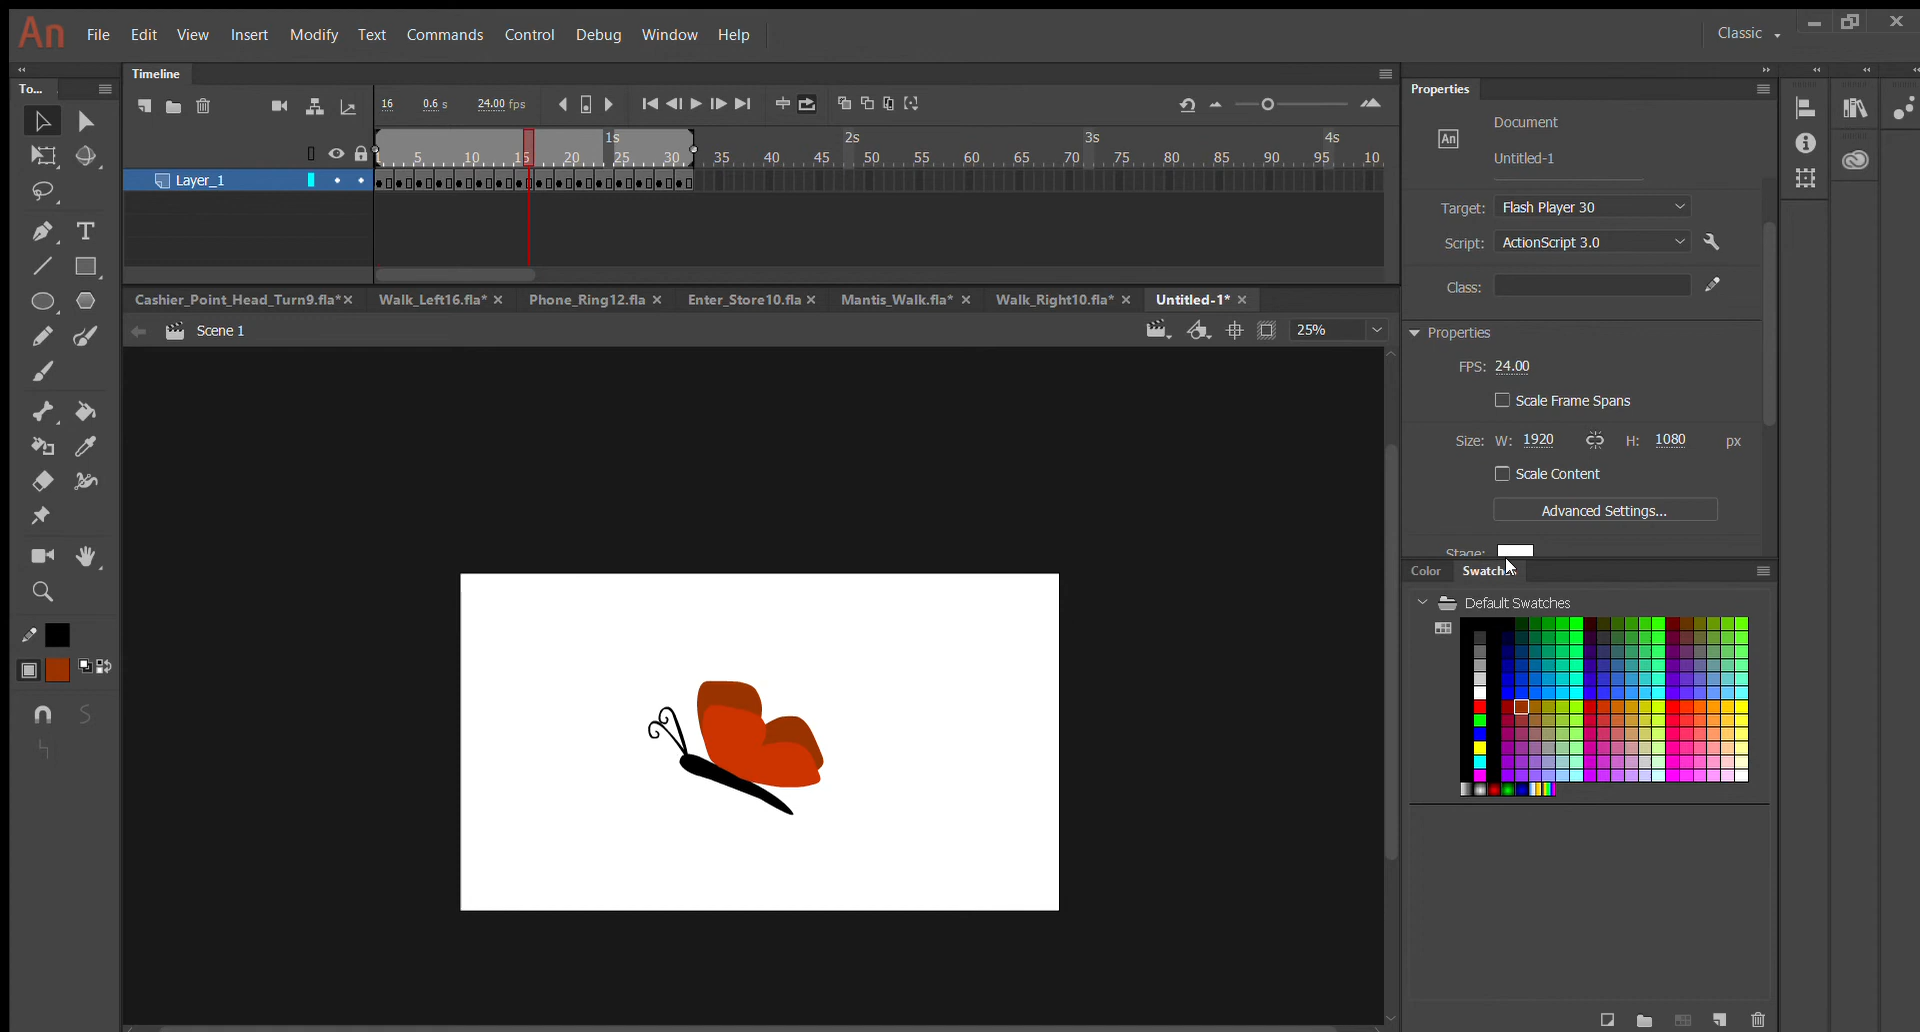 An File Edit View Insert Modify Text Commands Control Debug Window Help Classic
To...
Timeline
16 0.6 s 24.00 fps
1s 2s 3s 4s
5 10 15 20 25 30 35 40 45 50 55 60 65 70 75 80 85 90 95 10
Layer_1
Cashier_Point_Head_Turn9.fla* Walk_Left16.fla* Phone_Ring12.fla Enter_Store10.fla Mantis_Walk.fla* Walk_Right10.fla* Untitled-1*
Scene 1 25%
Properties
An Document
Untitled-1
Target: Flash Player 30
Script: ActionScript 3.0
Class:
Properties
FPS: 24.00
Scale Frame Spans
Size: W: 1920 H: 1080 px
Scale Content
Advanced Settings...
Stage:
Color Swatches
Default Swatches